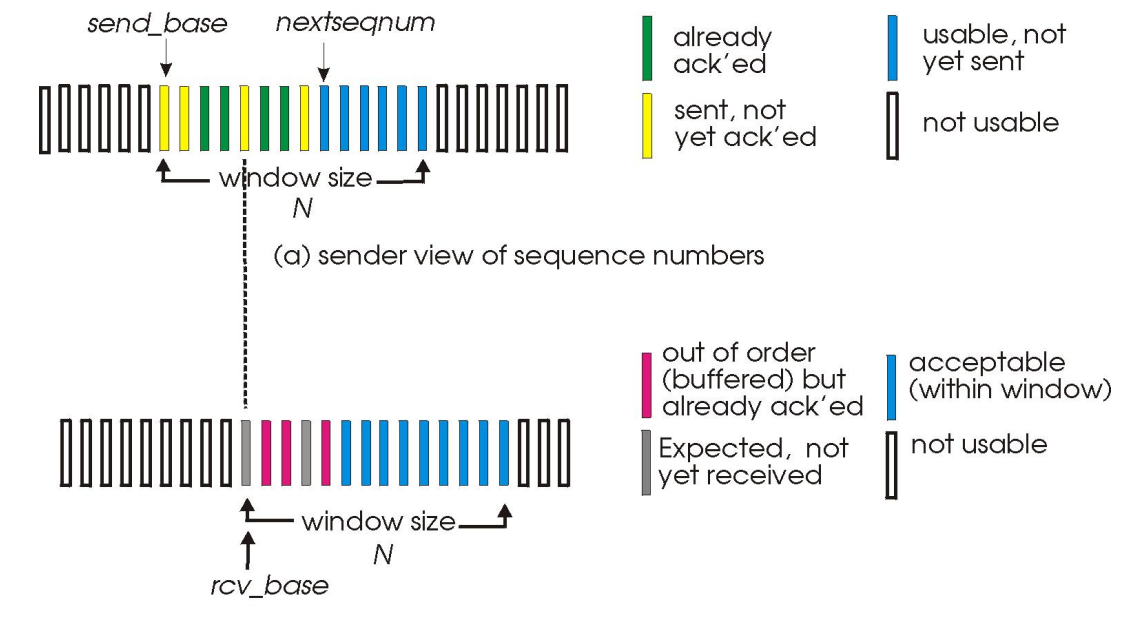 send_base
nextseqnum
already
ack'ed
usable, not
yet sent
sent, not
yet ack'ed
not usable
window size
N
(a) sender view of sequence numbers
out of order
(buffered) but
already ack'ed
acceptable
(within window)
Expected, not
yet received
not usable
window size
N
rcv_base